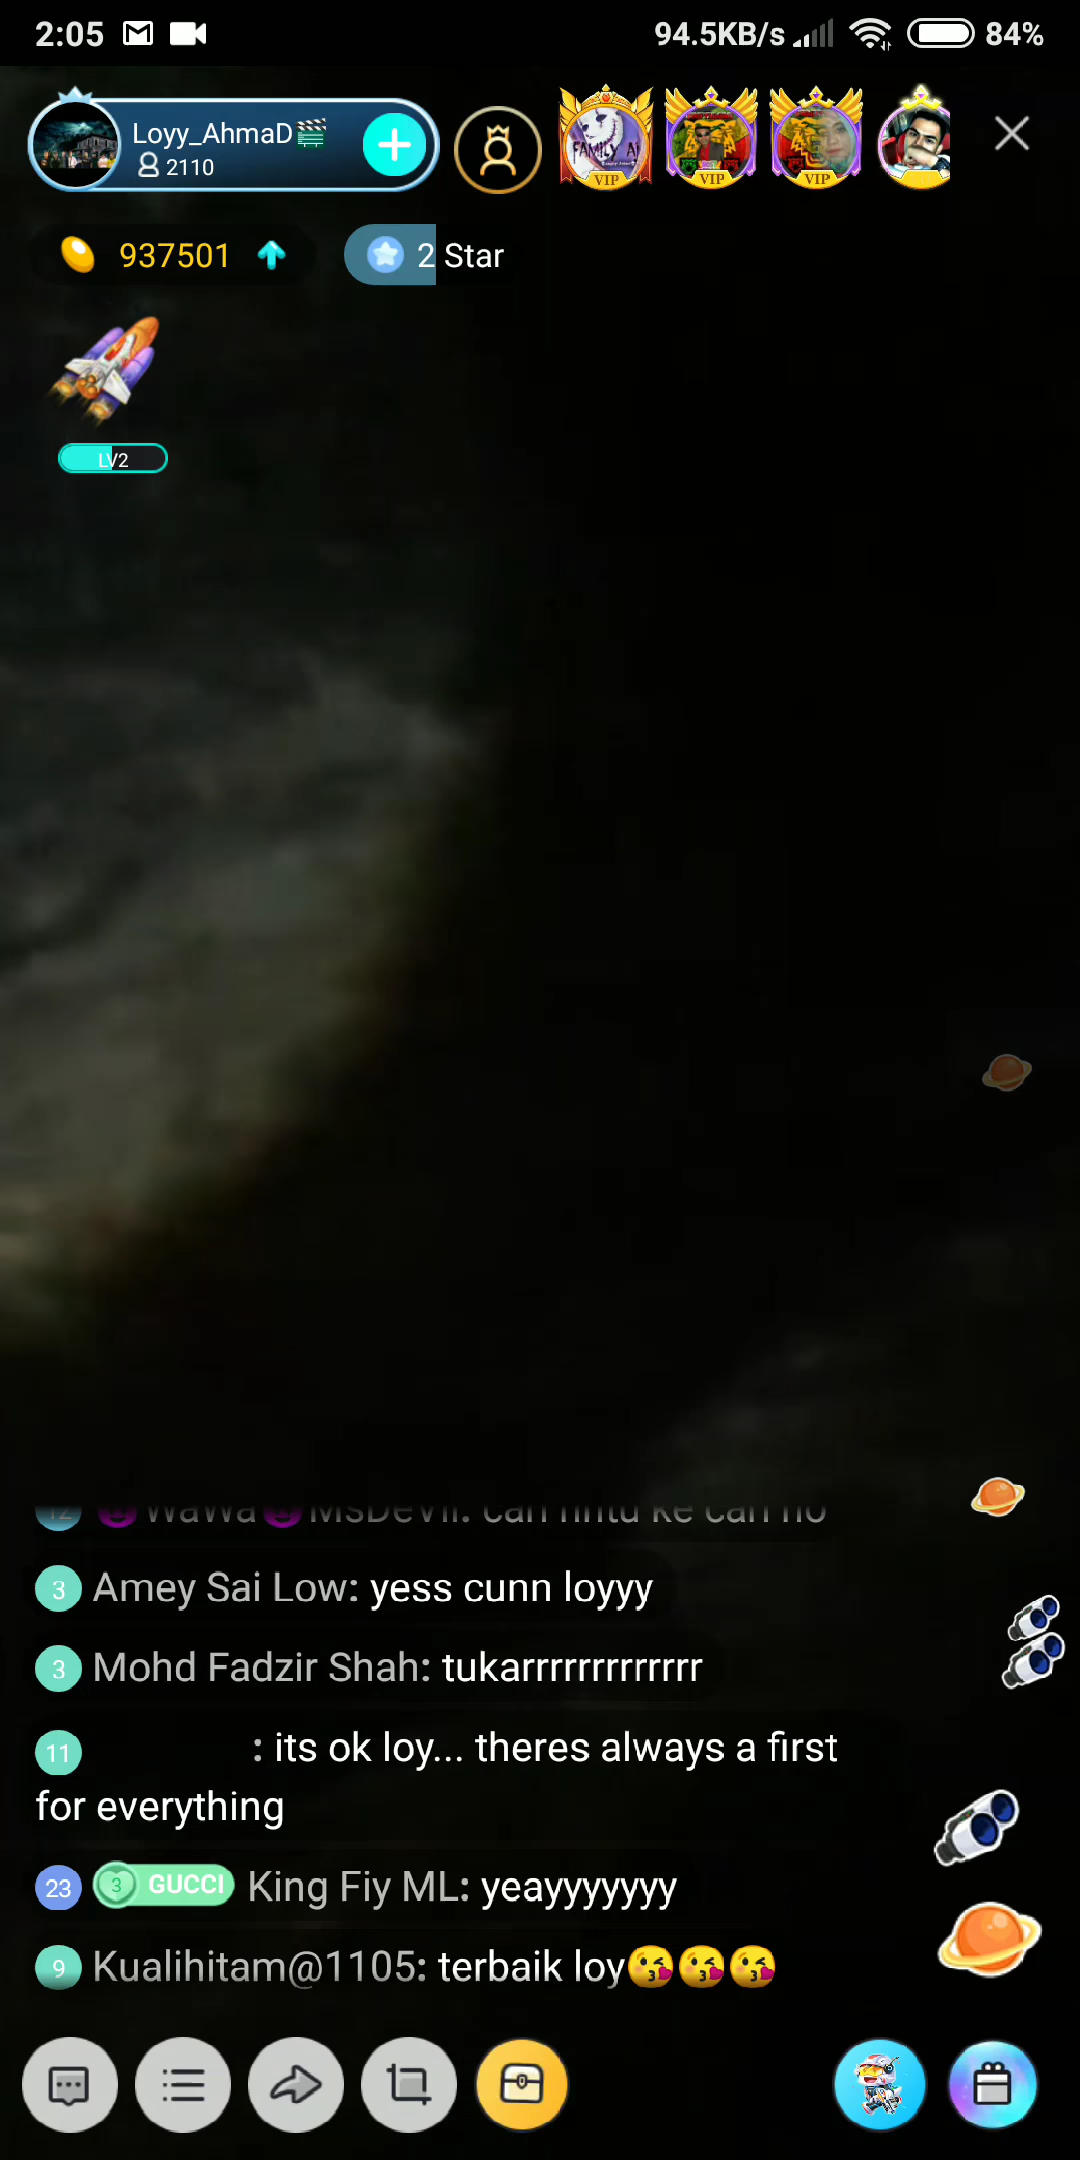 2:05 94.5KB/s 84%
Loyy_AhmaD🎬
2110
VIP VIP VIP
937501 2 Star
LV2
Amey Sai Low: yess cunn loyyy
3
Mohd Fadzir Shah: tukarrrrrrrrrrrrr
3
11 : its ok loy... theres always a first
for everything
23 3 GUCCI King Fiy ML: yeayyyyyyy
9 Kualihitam@1105: terbaik loy😘😘😘